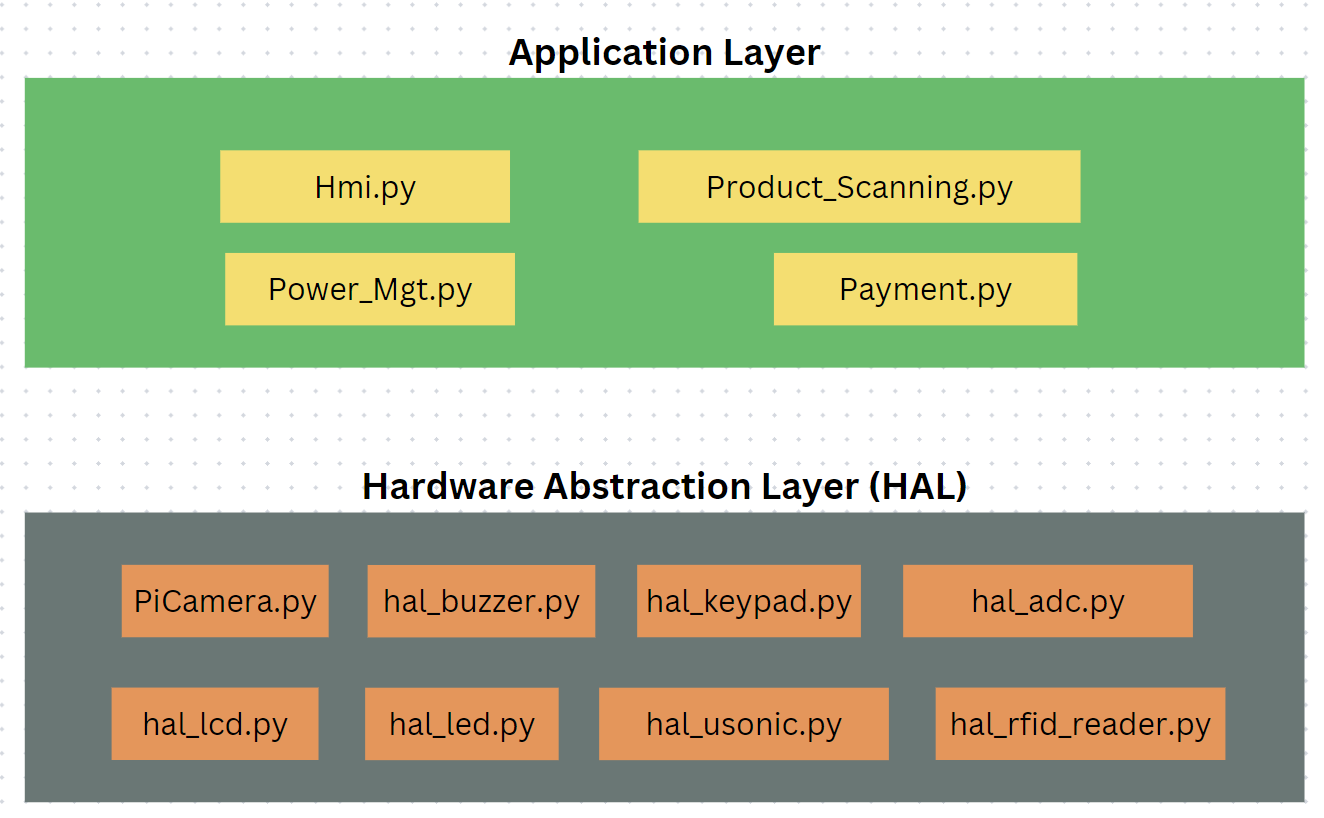 Application Layer
Hmi.py
Product_Scanning.py
Power_Mgt.py
Payment.py
Hardware Abstraction Layer (HAL)
PiCamera.py
hal_buzzer.py
hal_keypad.py
hal_adc.py
hal_lcd.py
hal_led.py
hal_usonic.py
hal_rfid_reader.py